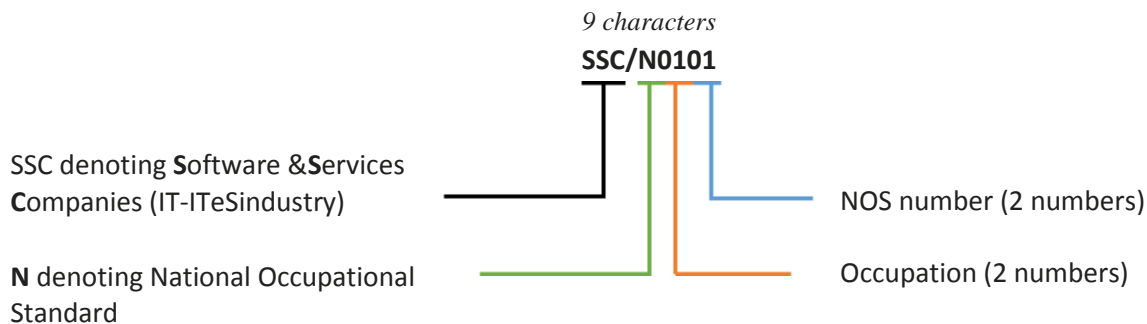 9 characters
SSC/N0101
SSC denoting Software &Services
Companies (IT-ITeSindustry)
NOS number (2 numbers)
N denoting National Occupational
Standard
Occupation (2 numbers)